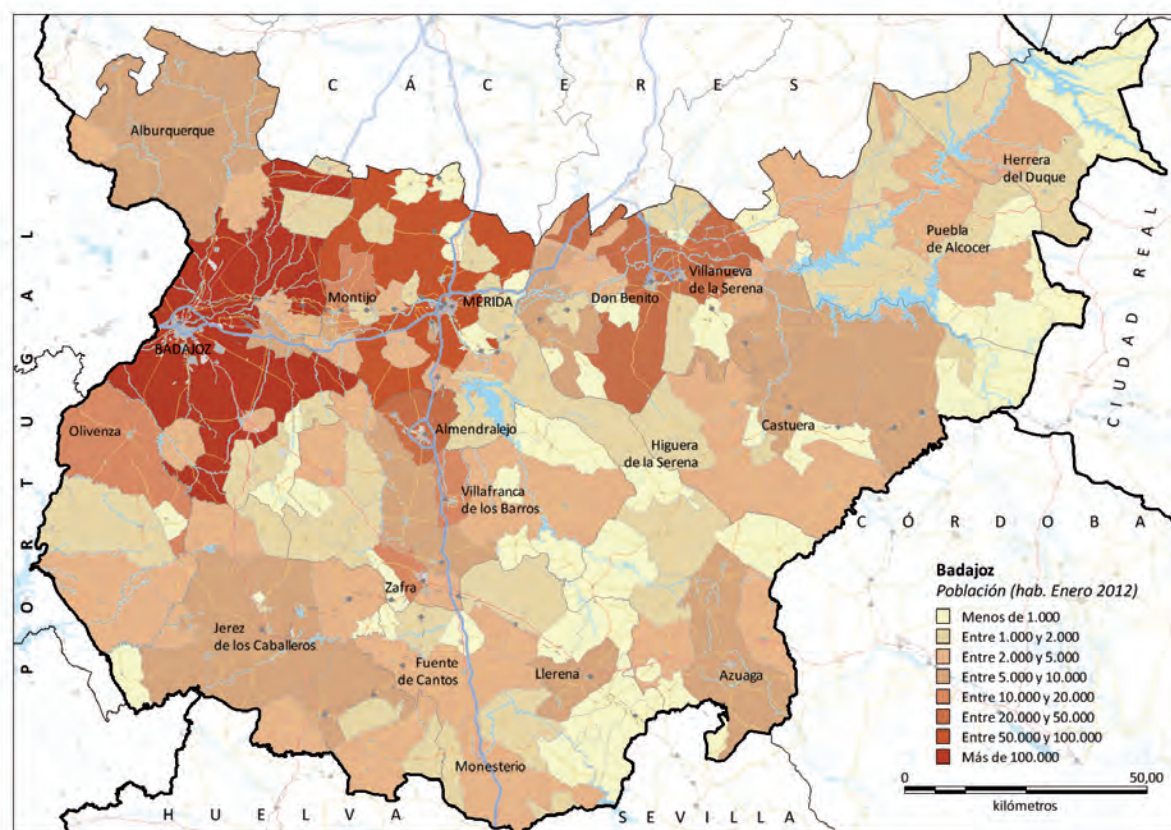 C Á C E R E S
Alburquerque
Herrera
del Duque
Puebla
de Alcocer
P O R T U G A L
CIUDAD REAL
Villanueva
de la Serena
Montijo
MÉRIDA
Don Benito
BADAJOZ
Olivenza
Almendralejo
Castuera
Higuera
de la Serena
Villafranca
de los Barros
C Ó R D O B A
Zafra
Jerez
de los Caballeros
Fuente
de Cantos
Llerena
Azuaga
Monesterio
H U E L V A
S E V I L L A
Badajoz
Población (hab. Enero 2012)
Menos de 1.000
Entre 1.000 y 2.000
Entre 2.000 y 5.000
Entre 5.000 y 10.000
Entre 10.000 y 20.000
Entre 20.000 y 50.000
Entre 50.000 y 100.000
Más de 100.000
0 50,00
kilómetros